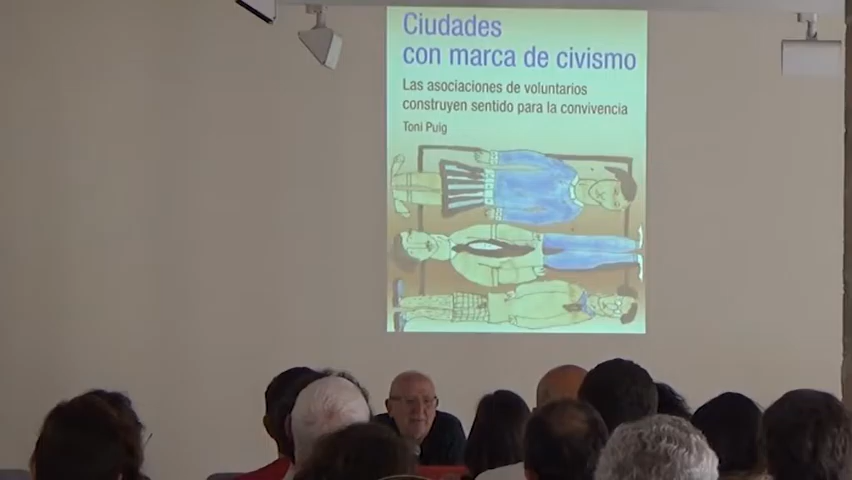 Ciudades
con marca de civismo
Las asociaciones de voluntarios
construyen sentido para la convivencia
Toni Puig